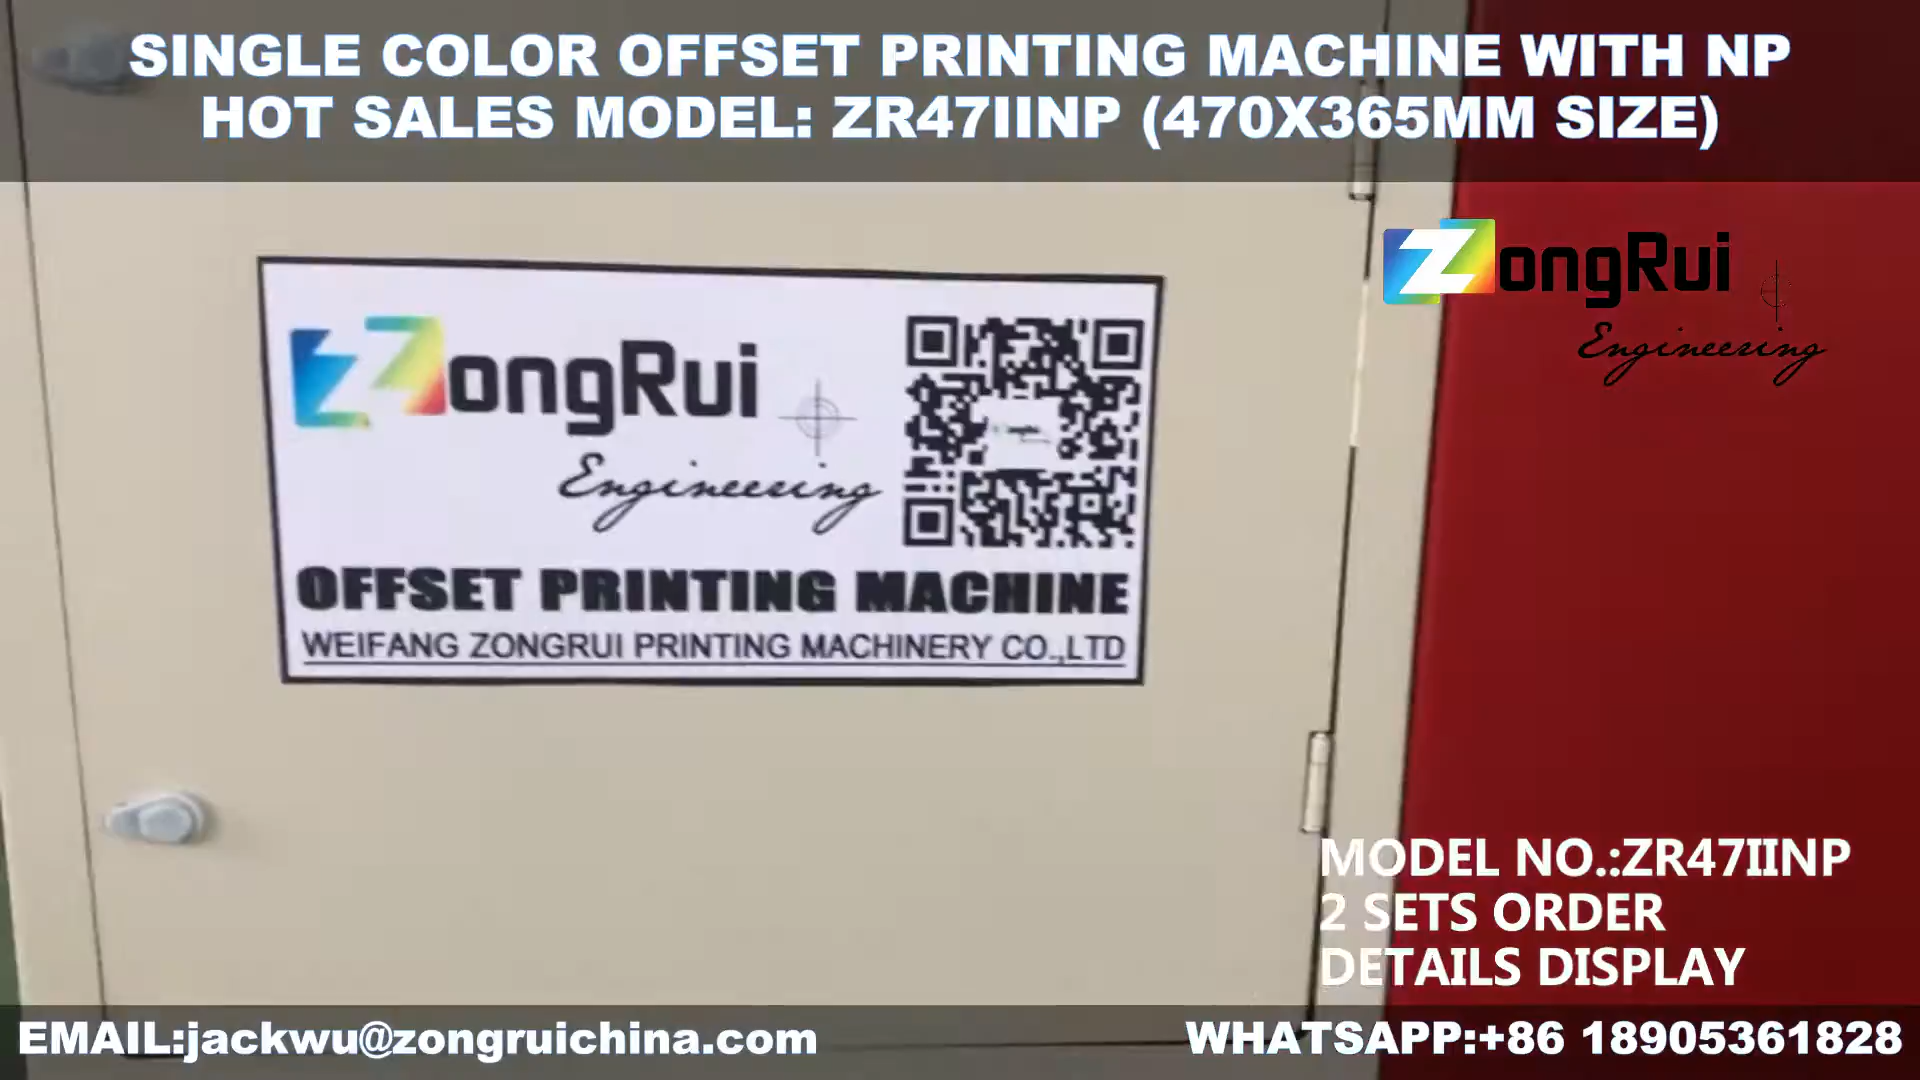 SINGLE COLOR OFFSET PRINTING MACHINE WITH NP
HOT SALES MODEL: ZR47IINP (470X365MM SIZE)
ZongRui
Engineering
ZongRui
Engineering
OFFSET PRINTING MACHINE
WEIFANG ZONGRUI PRINTING MACHINERY CO.,LTD
MODEL NO.:ZR47IINP
2 SETS ORDER
DETAILS DISPLAY
EMAIL:jackwu@zongruichina.com
WHATSAPP:+86 18905361828